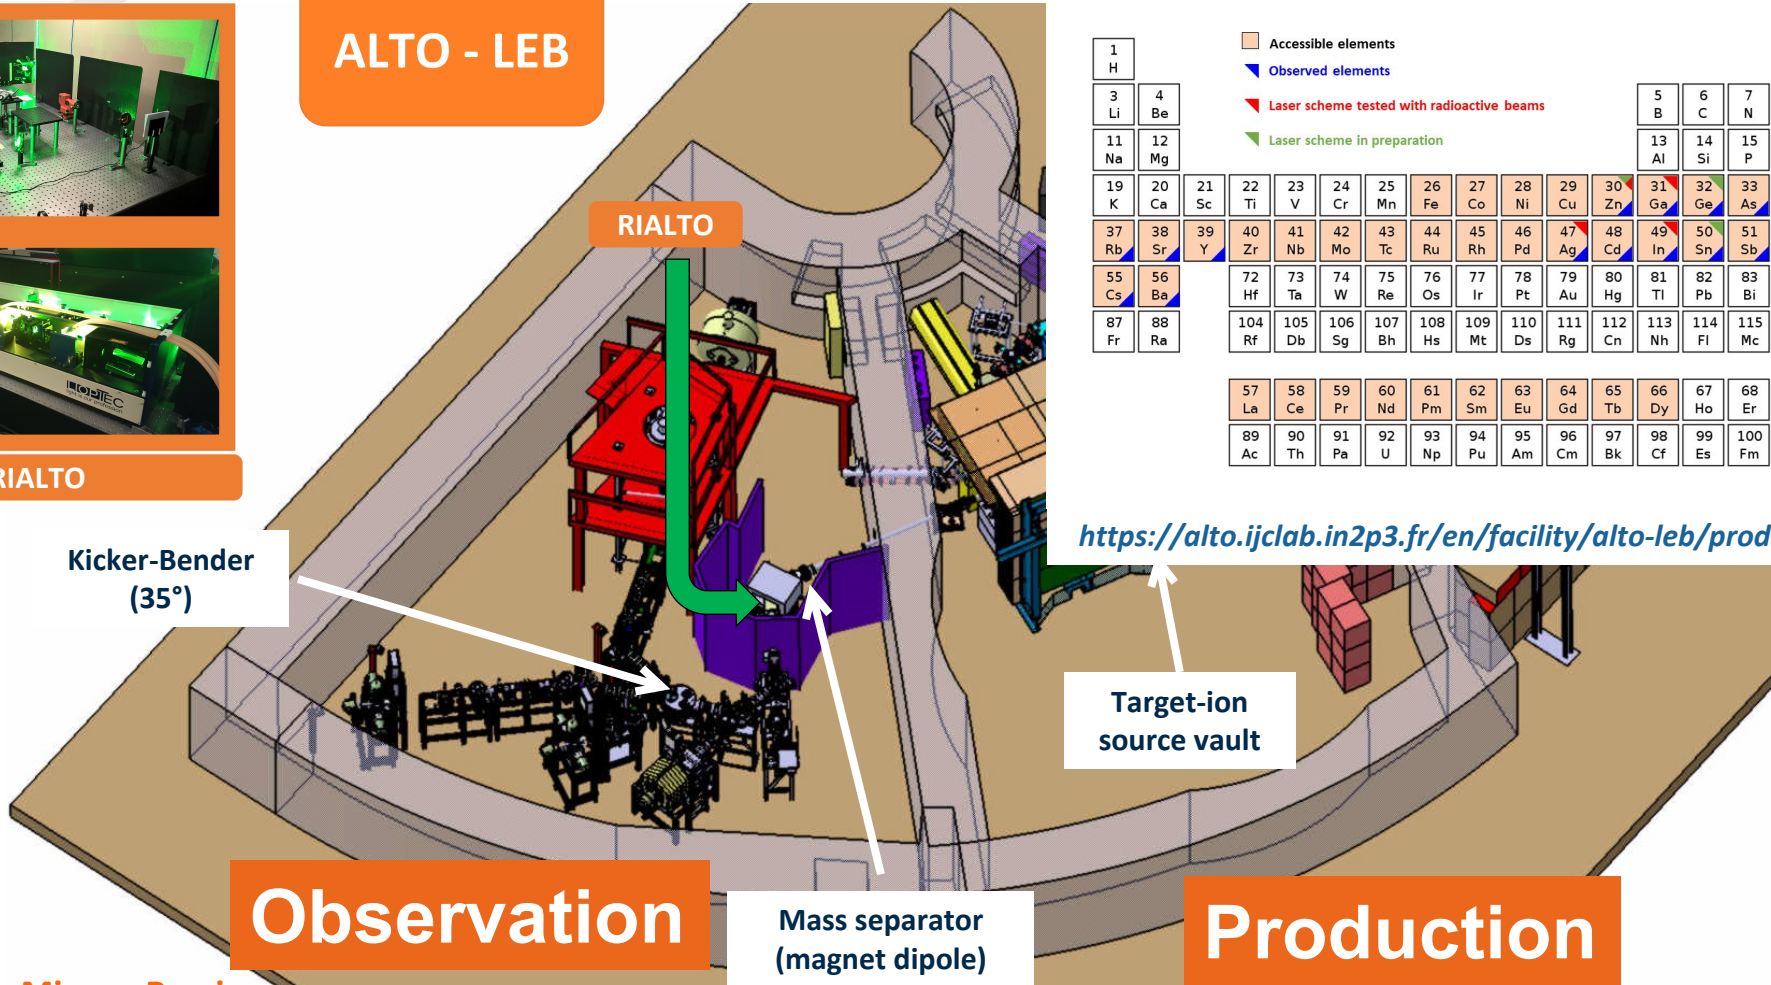 ALTO - LEB
RIALTO
LIOPTEC
light is our profession
RIALTO
Kicker-Bender
(35°)
Accessible elements
Observed elements
Laser scheme tested with radioactive beams
Laser scheme in preparation
1
H
3 4 5 6 7
Li Be B C N
11 12 13 14 15
Na Mg Al Si P
19 20 21 22 23 24 25 26 27 28 29 30 31 32 33
K Ca Sc Ti V Cr Mn Fe Co Ni Cu Zn Ga Ge As
37 38 39 40 41 42 43 44 45 46 47 48 49 50 51
Rb Sr Y Zr Nb Mo Tc Ru Rh Pd Ag Cd In Sn Sb
55 56 72 73 74 75 76 77 78 79 80 81 82 83
Cs Ba Hf Ta W Re Os Ir Pt Au Hg Tl Pb Bi
87 88 104 105 106 107 108 109 110 111 112 113 114 115
Fr Ra Rf Db Sg Bh Hs Mt Ds Rg Cn Nh Fl Mc
57 58 59 60 61 62 63 64 65 66 67 68
La Ce Pr Nd Pm Sm Eu Gd Tb Dy Ho Er
89 90 91 92 93 94 95 96 97 98 99 100
Ac Th Pa U Np Pu Am Cm Bk Cf Es Fm
https://alto.ijclab.in2p3.fr/en/facility/alto-leb/prod
Target-ion
source vault
Observation
Mass separator
(magnet dipole)
Production